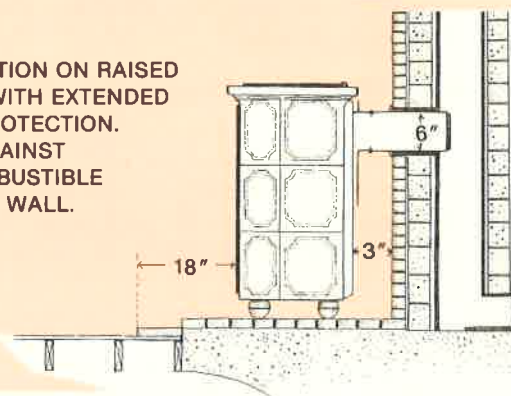 TION ON RAISED
WITH EXTENDED
OTECTION.
AINST
BUSTIBLE
WALL.
6"
3"
18"